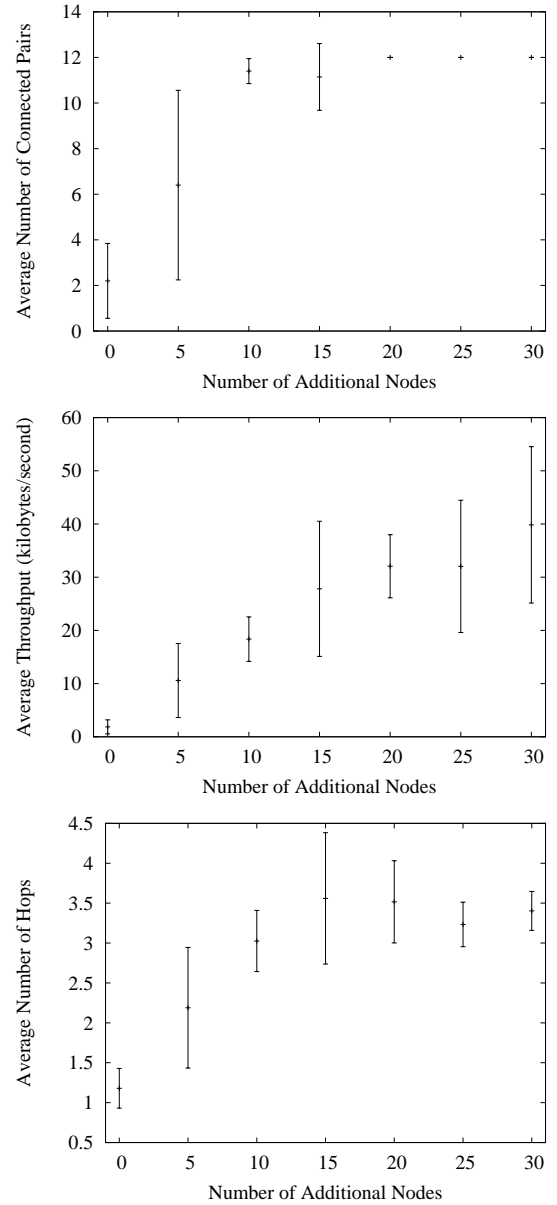 Average Number of Connected Pairs
14
12
10
8
6
4
2
0
0 5 10 15 20 25 30
Number of Additional Nodes
Average Throughput (kilobytes/second)
60
50
40
30
20
10
0
0 5 10 15 20 25 30
Number of Additional Nodes
Average Number of Hops
4.5
4
3.5
3
2.5
2
1.5
1
0.5
0 5 10 15 20 25 30
Number of Additional Nodes